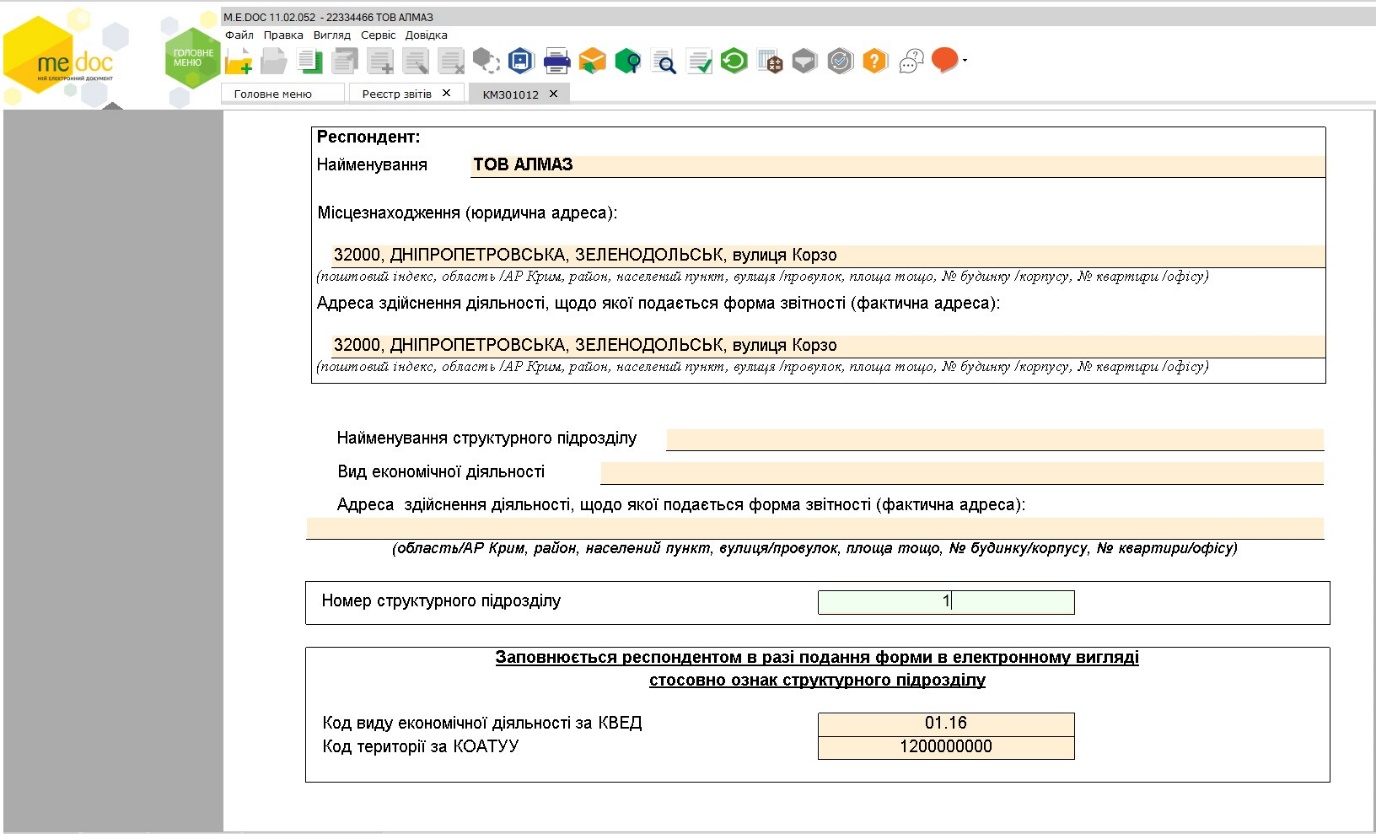 M.E.DOC 11.02.052 - 22334466 ТОВ АЛМАЗ
Файл Правка Вигляд Сервіс Довідка
me doc
мій електронний документ
ГОЛОВНЕ
МЕНЮ
Головне меню
Реєстр звітів ×
КМ301012 ×
Респондент:
Найменування ТОВ АЛМАЗ
Місцезнаходження (юридична адреса):
32000, ДНІПРОПЕТРОВСЬКА, ЗЕЛЕНОДОЛЬСЬК, вулиця Корзо
(поштовий індекс, область /АР Крим, район, населений пункт, вулиця /провулок, площа тощо, № будинку /корпусу, № квартири /офісу)
Адреса здійснення діяльності, щодо якої подається форма звітності (фактична адреса):
32000, ДНІПРОПЕТРОВСЬКА, ЗЕЛЕНОДОЛЬСЬК, вулиця Корзо
(поштовий індекс, область /АР Крим, район, населений пункт, вулиця /провулок, площа тощо, № будинку /корпусу, № квартири /офісу)
Найменування структурного підрозділу
Вид економічної діяльності
Адреса здійснення діяльності, щодо якої подається форма звітності (фактична адреса):
(область/АР Крим, район, населений пункт, вулиця/провулок, площа тощо, № будинку/корпусу, № квартири/офісу)
Номер структурного підрозділу 1
Заповнюється респондентом в разі подання форми в електронному вигляді
стосовно ознак структурного підрозділу
Код виду економічної діяльності за КВЕД 01.16
Код території за КОАТУУ 1200000000